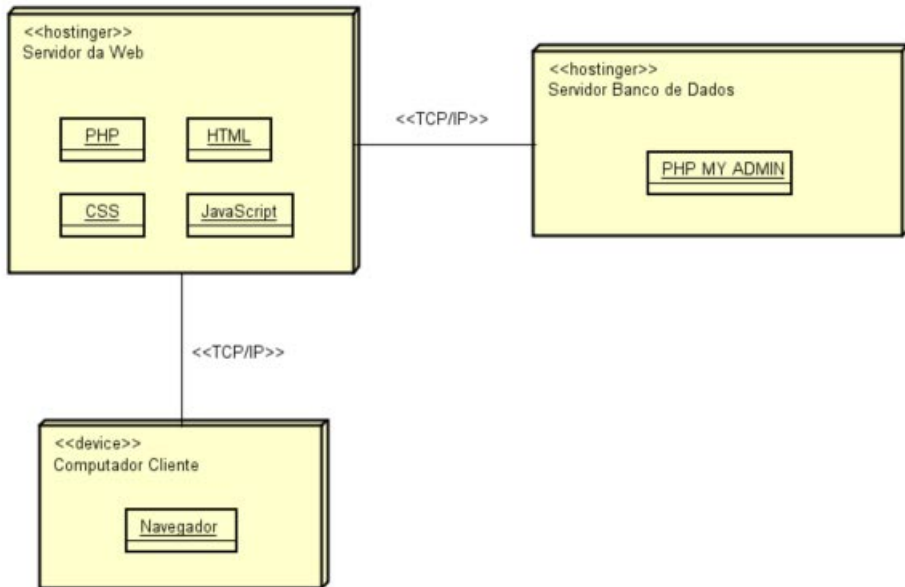 <<hostinger>>
Servidor da Web
PHP
HTML
CSS
JavaScript
<<TCP/IP>>
<<hostinger>>
Servidor Banco de Dados
PHP MY ADMIN
<<TCP/IP>>
<<device>>
Computador Cliente
Navegador